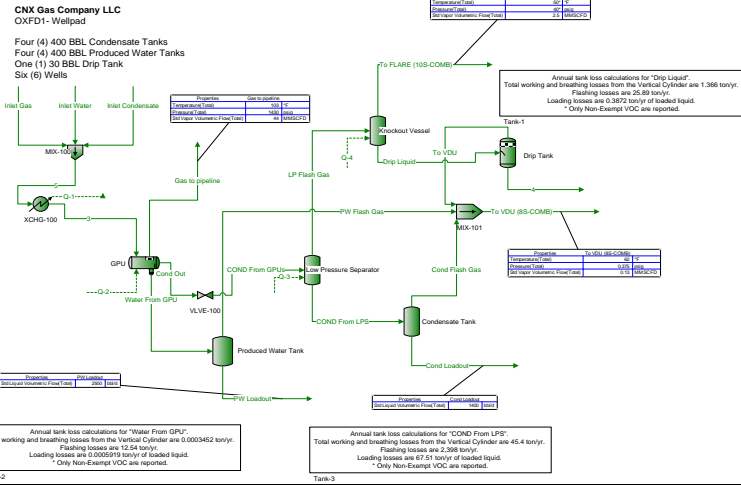 CNX Gas Company LLC
OXFD1- Wellpad
Four (4) 400 BBL Condensate Tanks
Four (4) 400 BBL Produced Water Tanks
One (1) 30 BBL Drip Tank
Six (6) Wells
Temperature(Total) 50* °F
Pressure(Total) 40* psig
Std Vapor Volumetric Flow(Total) 2.5 MMSCFD
To FLARE (10S-COMB)
Annual tank loss calculations for "Drip Liquid".
Total working and breathing losses from the Vertical Cylinder are 1.366 ton/yr.
Flashing losses are 25.89 ton/yr.
Loading losses are 0.3872 ton/yr of loaded liquid.
* Only Non-Exempt VOC are reported.
Tank-1
Inlet Gas
Inlet Water
Inlet Condensate
Properties Gas to pipeline
Temperature(Total) 103 °F
Pressure(Total) 1430 psig
Std Vapor Volumetric Flow(Total) 44 MMSCFD
MIX-100
Knockout Vessel
Q-4
Drip Liquid
To VDU
Drip Tank
4
LP Flash Gas
Gas to pipeline
5
Q-1
XCHG-100
3
PW Flash Gas
To VDU (8S-COMB)
MIX-101
GPU
Cond Out
COND From GPUs
Low Pressure Separator
Q-3
Cond Flash Gas
Properties To VDU (8S-COMB)
Temperature(Total) 62 °F
Pressure(Total) 0.375 psig
Std Vapor Volumetric Flow(Total) 0.13 MMSCFD
Q-2
Water From GPU
VLVE-100
COND From LPS
Condensate Tank
Produced Water Tank
Cond Loadout
Properties PW Loadout
Std Liquid Volumetric Flow(Total) 2500 bbl/d
PW Loadout
Properties Cond Loadout
Std Liquid Volumetric Flow(Total) 1400 bbl/d
Annual tank loss calculations for "Water From GPU".
working and breathing losses from the Vertical Cylinder are 0.0003452 ton/yr.
Flashing losses are 12.54 ton/yr.
Loading losses are 0.0005919 ton/yr of loaded liquid.
* Only Non-Exempt VOC are reported.
-2
Annual tank loss calculations for "COND From LPS".
Total working and breathing losses from the Vertical Cylinder are 45.4 ton/yr.
Flashing losses are 2,398 ton/yr.
Loading losses are 67.51 ton/yr of loaded liquid.
* Only Non-Exempt VOC are reported.
Tank-3